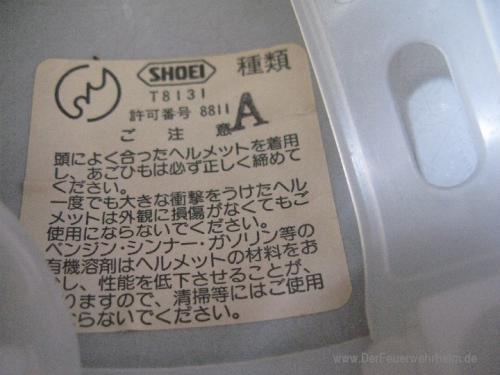 SHOEI 種類
T8131
許可番号 8811 A
ご注意
頭によく合ったヘルメットを着用
し、あごひもは必ず正しく締めて
ください。
一度でも大きな衝撃をうけたヘル
メットは外観に損傷がなくてもご
使用にならないでください。
ベンジン・シンナー・ガソリン等の
有機溶剤はヘルメットの材料をお
し、性能を低下させることが、
りますので、清掃等にはご使用
ならないでください。
www.DerFeuerwehrhelm.de